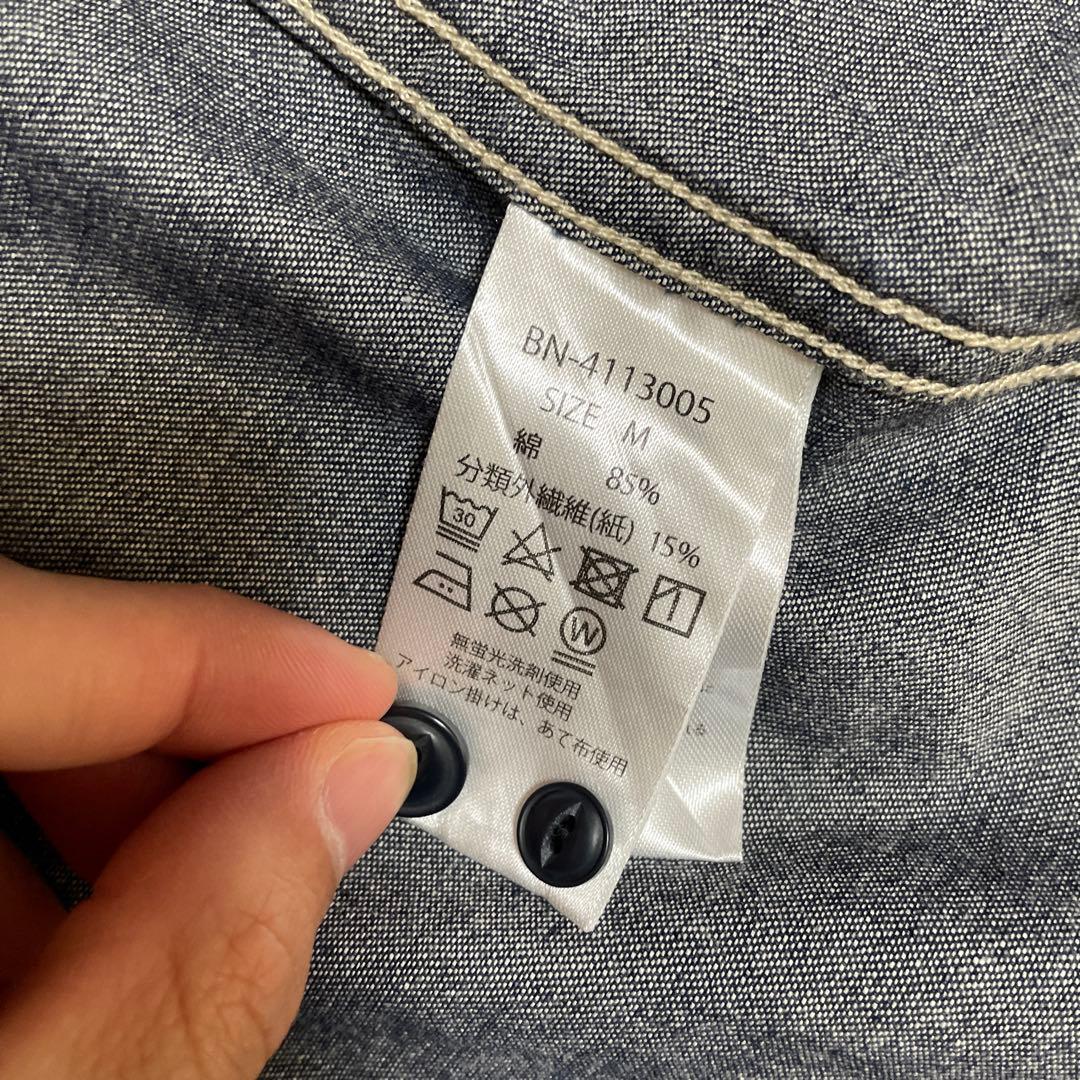 BN-4113005
SIZE M
綿 85%
分類外繊維(紙) 15%
30
W
無蛍光洗剤使用
洗濯ネット使用
アイロン掛けは、あて布使用